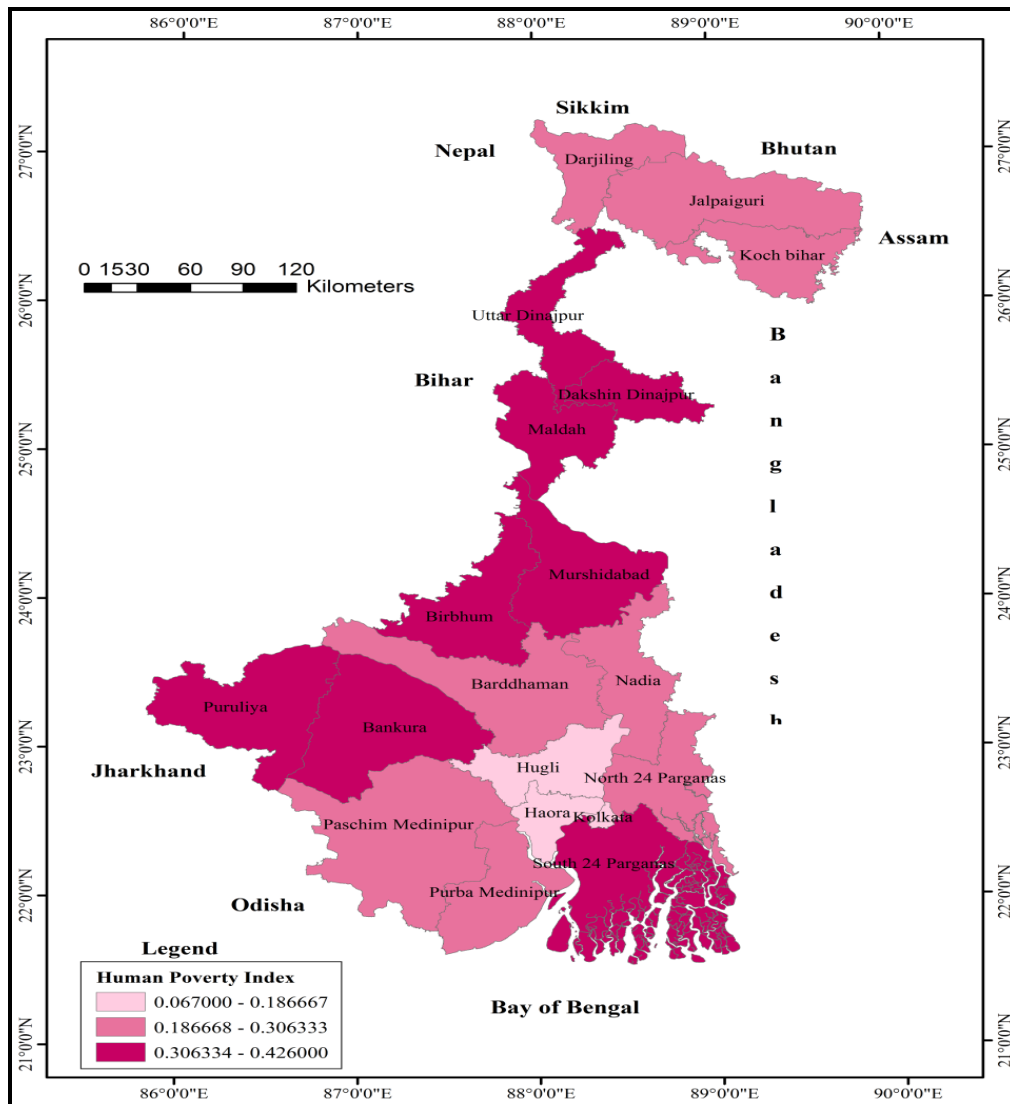 86°0'0"E 87°0'0"E 88°0'0"E 89°0'0"E 90°0'0"E
Sikkim
Nepal
Bhutan
27°0'0"N
27°0'0"N
Darjiling
Jalpaiguri
Assam
Koch bihar
0 1530 60 90 120
Kilometers
26°0'0"N
26°0'0"N
Uttar Dinajpur
Bangladesh
Bihar
Dakshin Dinajpur
Maldah
25°0'0"N
25°0'0"N
Murshidabad
24°0'0"N
24°0'0"N
Birbhum
Barddhaman
Nadia
Puruliya
Bankura
23°0'0"N
23°0'0"N
Jharkhand
Hugli
North 24 Parganas
Haora
Kolkata
Paschim Medinipur
South 24 Parganas
Purba Medinipur
22°0'0"N
22°0'0"N
Odisha
Legend
Human Poverty Index
0.067000 - 0.186667
0.186668 - 0.306333
0.306334 - 0.426000
Bay of Bengal
21°0'0"N
21°0'0"N
86°0'0"E 87°0'0"E 88°0'0"E 89°0'0"E 90°0'0"E